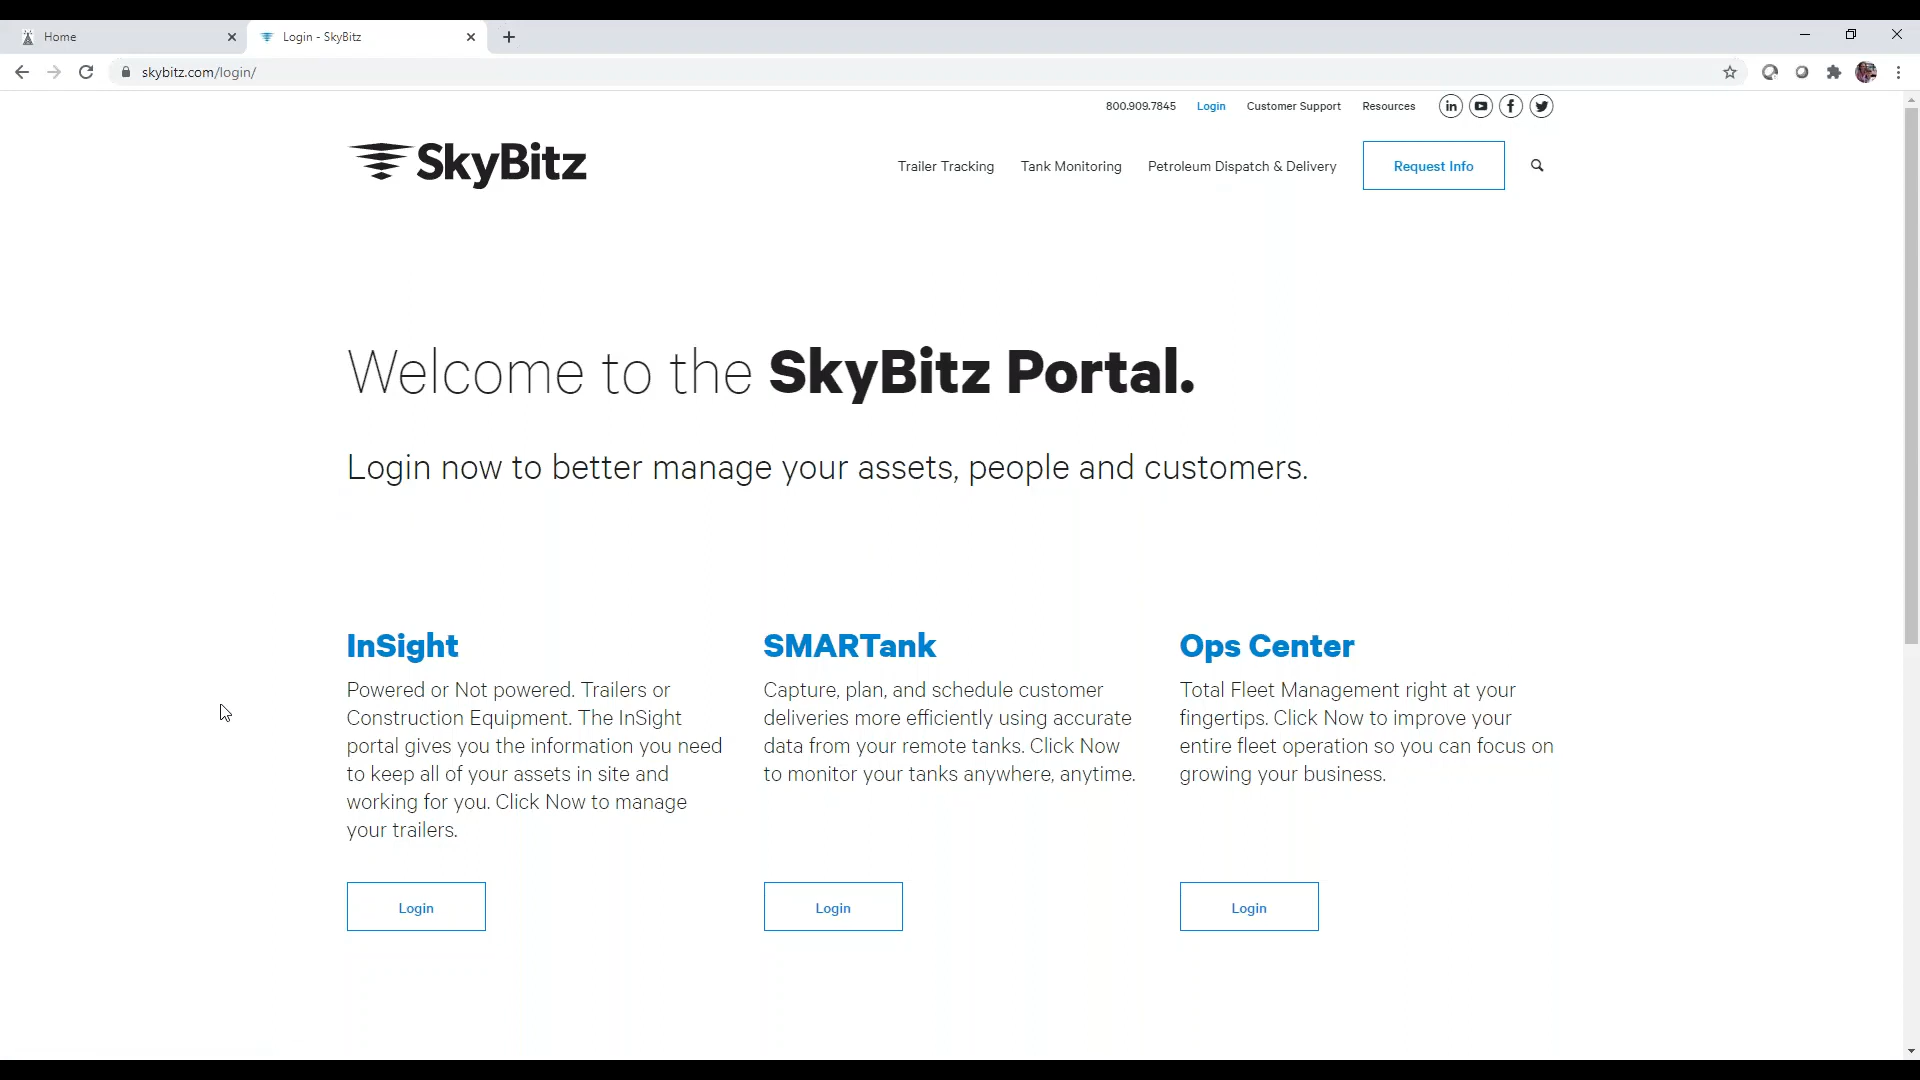 Home
Login - SkyBitz
skybitz.com/login/
800.909.7845 Login Customer Support Resources
SkyBitz
Trailer Tracking Tank Monitoring Petroleum Dispatch & Delivery Request Info
Welcome to the SkyBitz Portal.
Login now to better manage your assets, people and customers.
InSight
Powered or Not powered. Trailers or
Construction Equipment. The InSight
portal gives you the information you need
to keep all of your assets in site and
working for you. Click Now to manage
your trailers.
Login
SMARTank
Capture, plan, and schedule customer
deliveries more efficiently using accurate
data from your remote tanks. Click Now
to monitor your tanks anywhere, anytime.
Login
Ops Center
Total Fleet Management right at your
fingertips. Click Now to improve your
entire fleet operation so you can focus on
growing your business.
Login